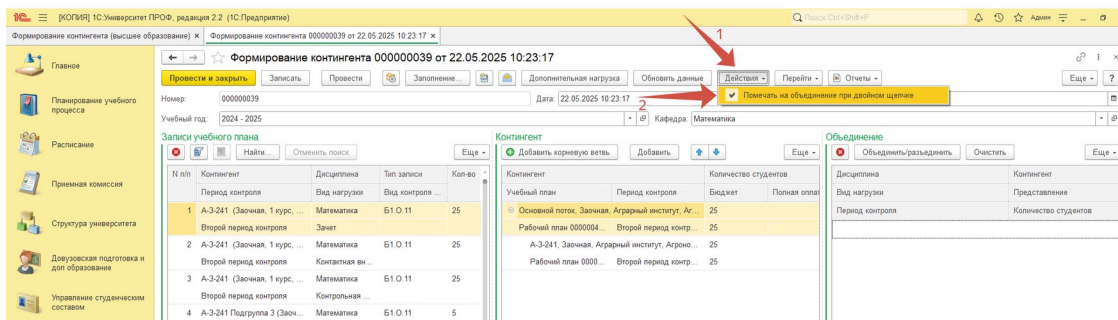 1С [КОПИЯ] 1С:Университет ПРОФ, редакция 2.2 (1С:Предприятие) Поиск Ctrl+Shift+F Админ
Формирование контингента (высшее образование) × Формирование контингента 000000039 от 22.05.2025 10:23:17 ×
1
Главное
Формирование контингента 000000039 от 22.05.2025 10:23:17
Провести и закрыть Записать Провести Заполнение... Дополнительная нагрузка Обновить данные Действия Перейти Отчеты Еще ?
Планирование учебного процесса
Номер: 000000039 Дата: 22.05.2025 10:23:17 2 Помечать на объединение при двойном щелчке
Учебный год: 2024 - 2025 Кафедра: Математика
Расписание
Приемная комиссия
Структура университета
Довузовская подготовка и доп образование
Управление студенческим составом
Записи учебного плана
Найти... Отменить поиск Еще
N п/п Контингент Дисциплина Тип записи Кол-во
Период контроля Вид нагрузки Вид контроля ...
1 А-3-241 (Заочная, 1 курс, ... Математика Б1.О.11 25
Второй период контроля Зачет
2 А-3-241 (Заочная, 1 курс, ... Математика Б1.О.11 25
Второй период контроля Контактная вн...
3 А-3-241 (Заочная, 1 курс, ... Математика Б1.О.11 25
Второй период контроля Контрольная ...
4 А-3-241 Подгруппа 3 (Заоч... Математика Б1.О.11 5
Контингент
Добавить корневую ветвь Добавить Еще
Контингент Количество студентов
Учебный план Период контроля Бюджет Полная оплат
Основной поток, Заочная, Аграрный институт, Аг... 25
Рабочий план 0000004... Второй период контр... 25
А-3-241, Заочная, Аграрный институт, Агроно... 25
Рабочий план 0000... Второй период контр... 25
Объединение
Объединить/разъединить Очистить Еще
Дисциплина Контингент
Вид нагрузки Представление
Период контроля Количество студентов